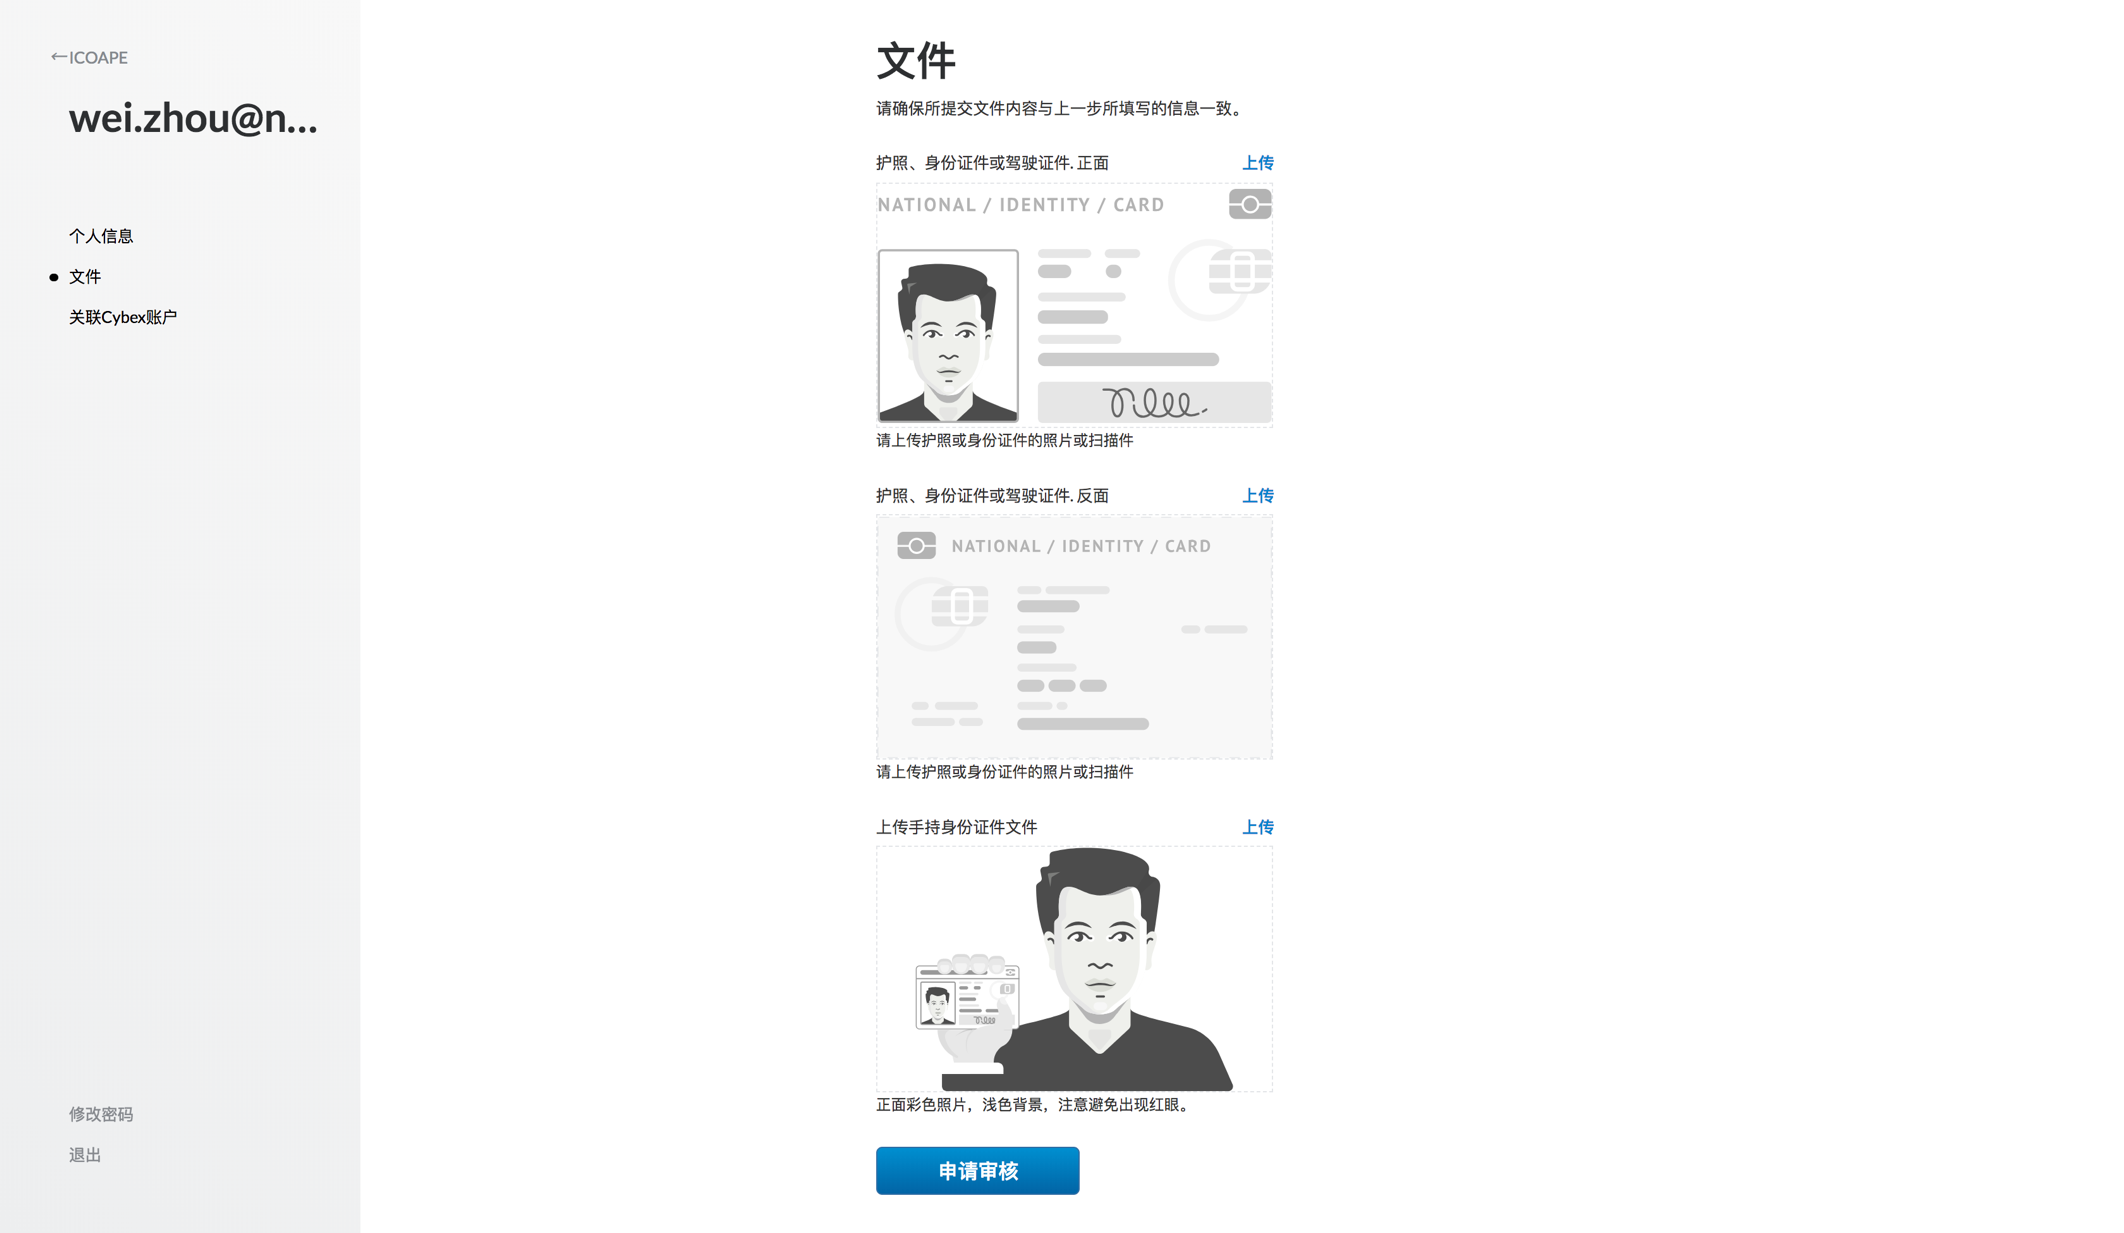 ←ICOAPE
wei.zhou@n...
个人信息
文件
关联Cybex账户
修改密码
退出
文件
请确保所提交文件内容与上一步所填写的信息一致。
护照、身份证件或驾驶证件. 正面 上传
NATIONAL / IDENTITY / CARD
请上传护照或身份证件的照片或扫描件
护照、身份证件或驾驶证件. 反面 上传
NATIONAL / IDENTITY / CARD
请上传护照或身份证件的照片或扫描件
上传手持身份证件文件 上传
正面彩色照片，浅色背景，注意避免出现红眼。
申请审核